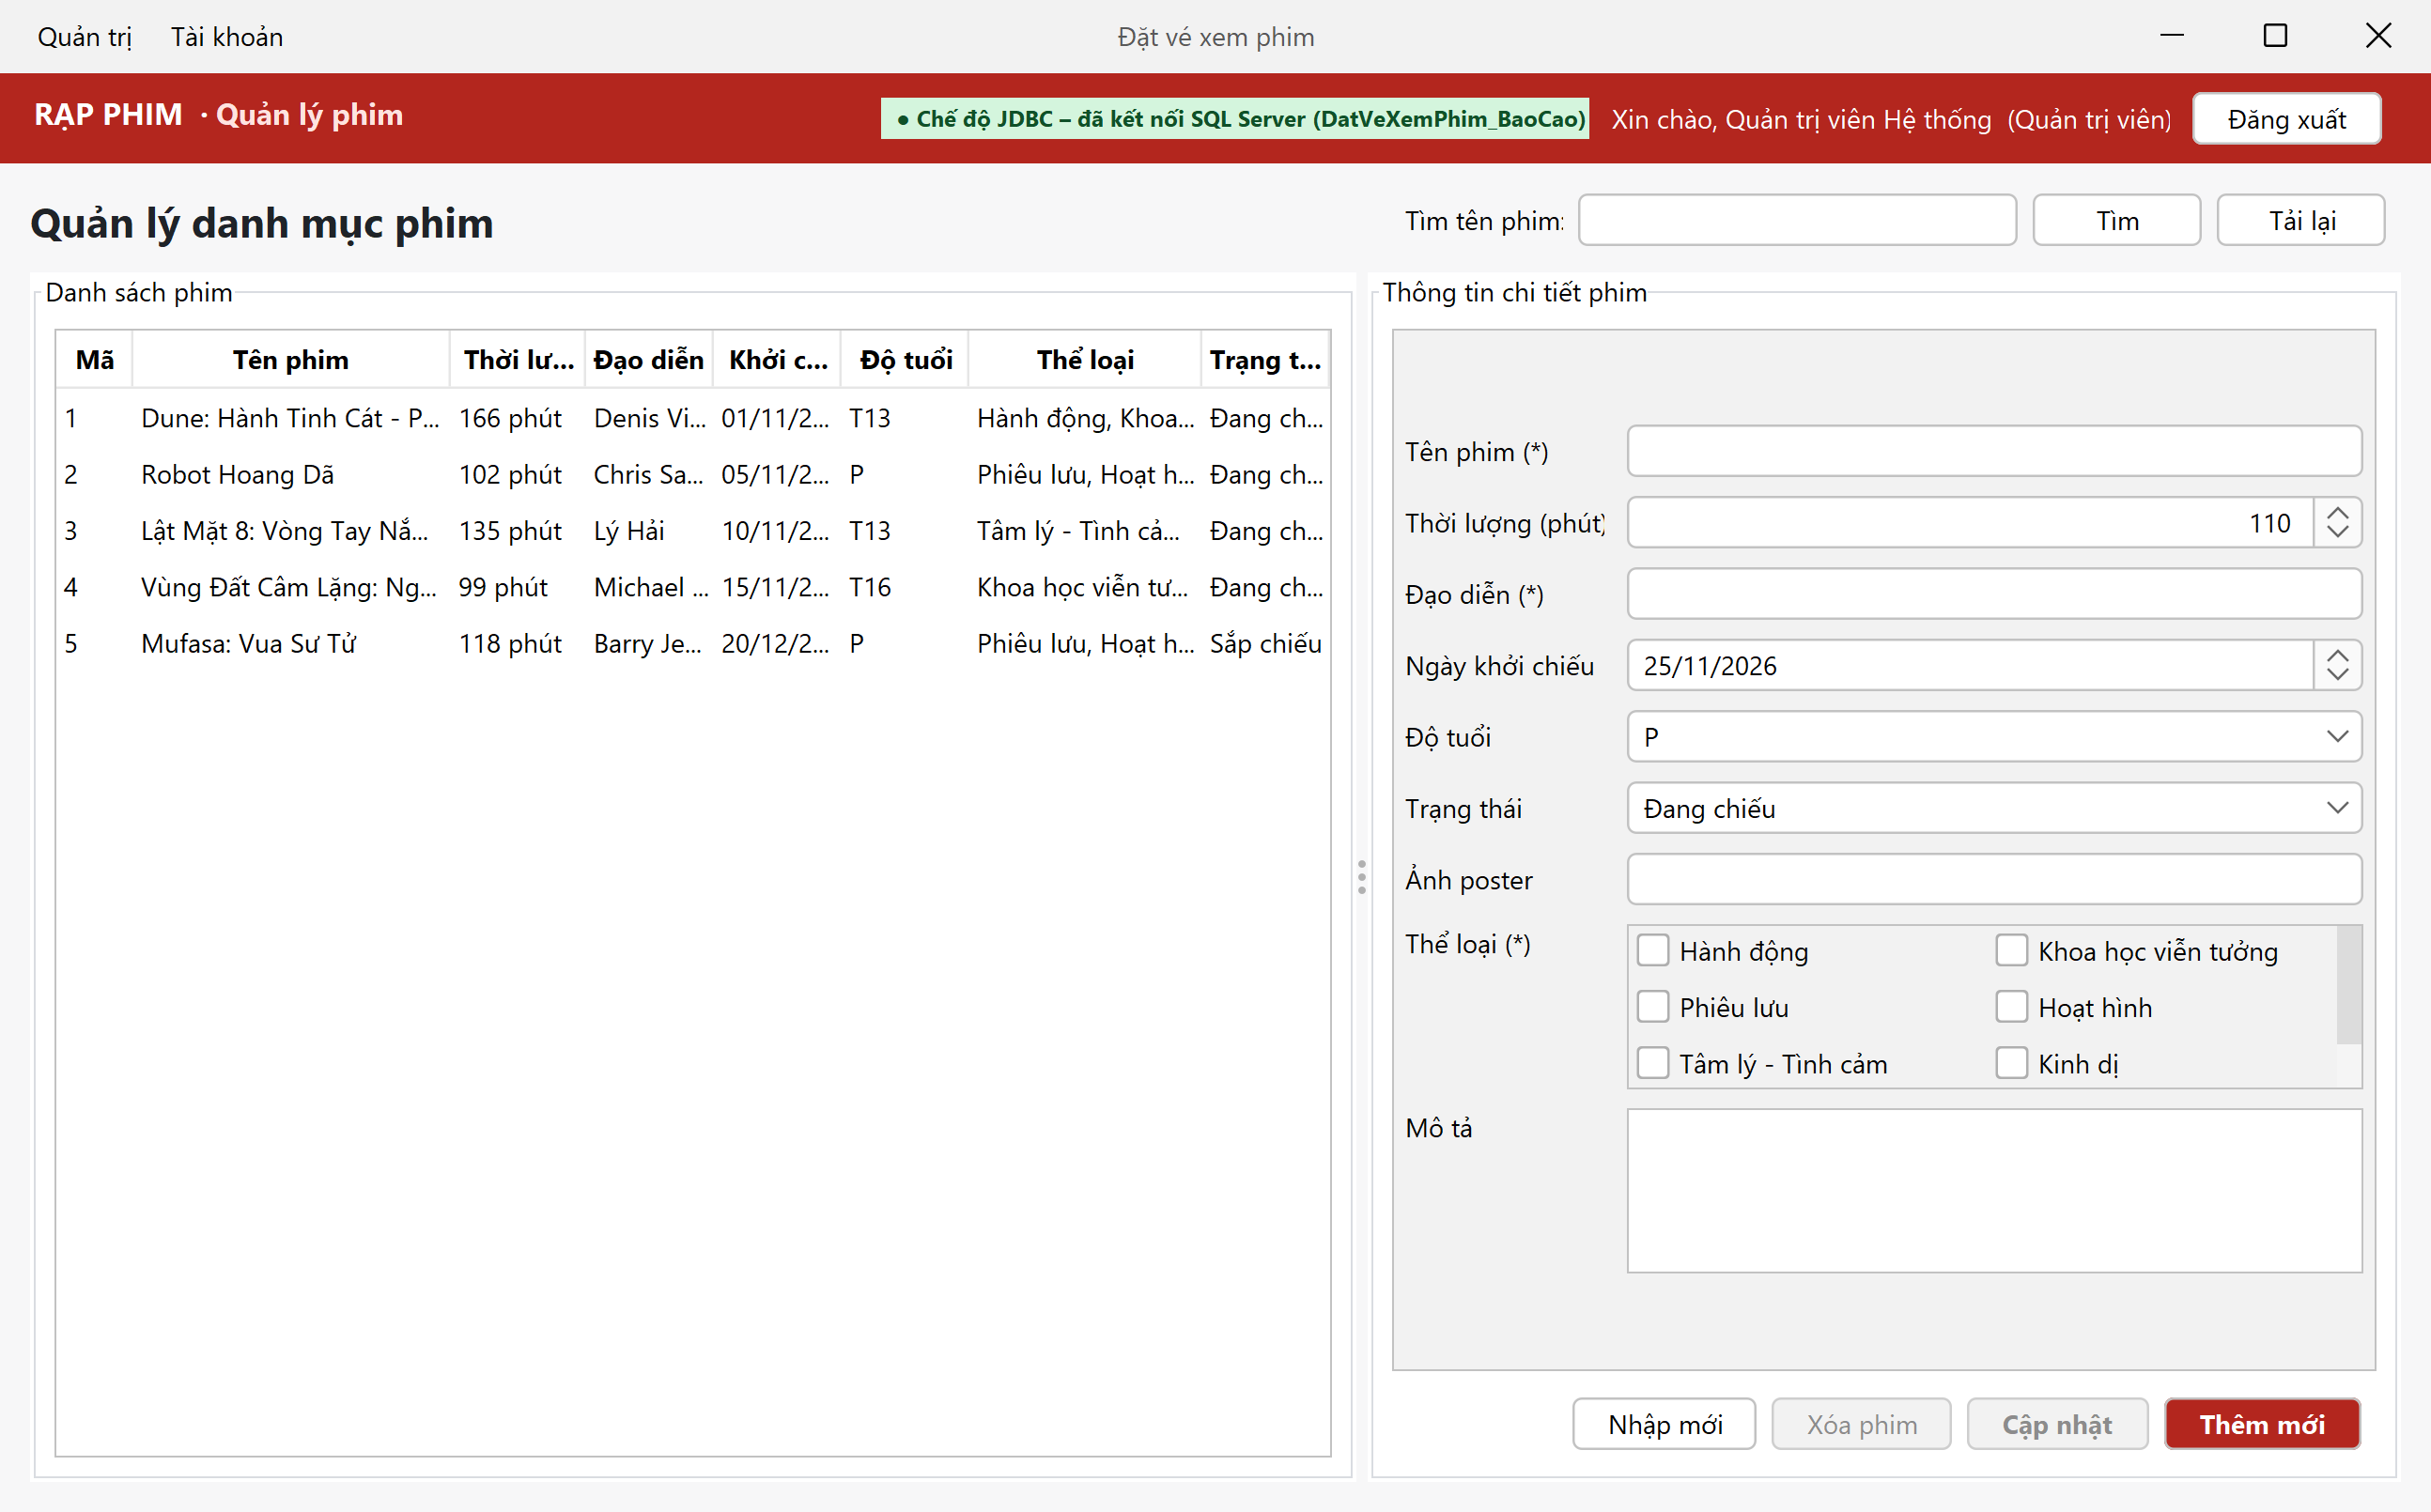 Quản trị Tài khoản Đặt vé xem phim
RẠP PHIM · Quản lý phim ● Chế độ JDBC – đã kết nối SQL Server (DatVeXemPhim_BaoCao) Xin chào, Quản trị viên Hệ thống (Quản trị viên) Đăng xuất
Quản lý danh mục phim Tìm tên phim: Tìm Tải lại
Danh sách phim
Mã Tên phim Thời lư... Đạo diễn Khởi c... Độ tuổi Thể loại Trạng t...
1 Dune: Hành Tinh Cát - P... 166 phút Denis Vi... 01/11/2... T13 Hành động, Khoa... Đang ch...
2 Robot Hoang Dã 102 phút Chris Sa... 05/11/2... P Phiêu lưu, Hoạt h... Đang ch...
3 Lật Mặt 8: Vòng Tay Nắ... 135 phút Lý Hải 10/11/2... T13 Tâm lý - Tình cả... Đang ch...
4 Vùng Đất Câm Lặng: Ng... 99 phút Michael ... 15/11/2... T16 Khoa học viễn tư... Đang ch...
5 Mufasa: Vua Sư Tử 118 phút Barry Je... 20/12/2... P Phiêu lưu, Hoạt h... Sắp chiếu
Thông tin chi tiết phim
Tên phim (*)
Thời lượng (phút) 110
Đạo diễn (*)
Ngày khởi chiếu 25/11/2026
Độ tuổi P
Trạng thái Đang chiếu
Ảnh poster
Thể loại (*) Hành động Khoa học viễn tưởng
Phiêu lưu Hoạt hình
Tâm lý - Tình cảm Kinh dị
Mô tả
Nhập mới Xóa phim Cập nhật Thêm mới